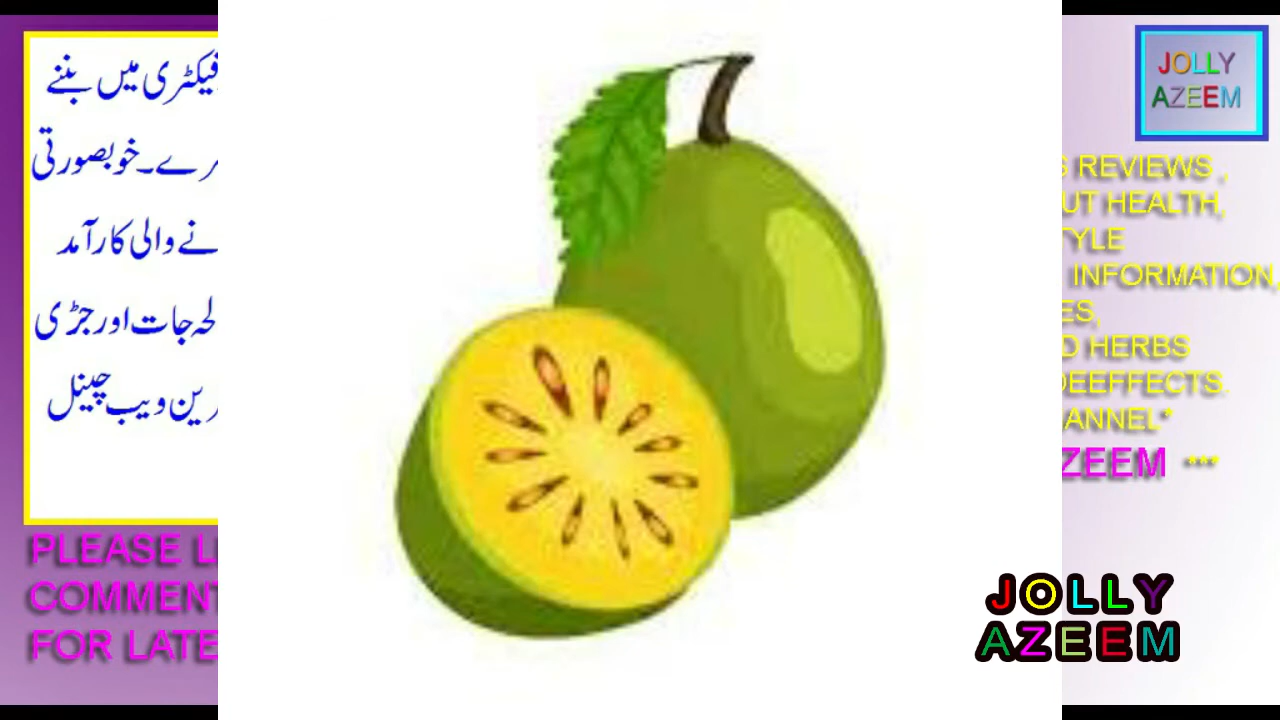 فیکٹری میں بننے
رے۔خوبصورتی
نے والی کارآمد
لحہ جات اور جڑی
رین ویب چینل
PLEASE L
COMMENT
FOR LATE
JOLLY
AZEEM
S REVIEWS ,
UT HEALTH,
TYLE
INFORMATION,
ES,
D HERBS
DEEFFECTS.
ANNEL*
ZEEM ***
JOLLY
AZEEM